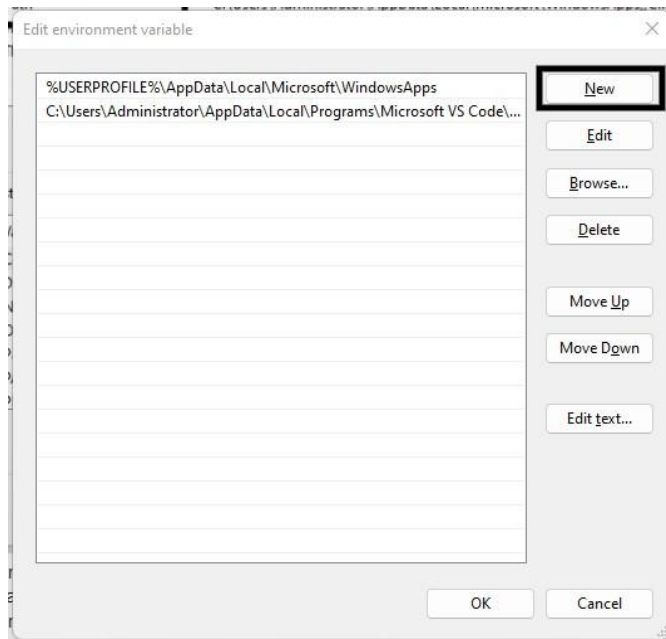 Edit environment variable
%USERPROFILE%\AppData\Local\Microsoft\WindowsApps
C:\Users\Administrator\AppData\Local\Programs\Microsoft VS Code\...
New
Edit
Browse...
Delete
Move Up
Move Down
Edit text...
OK
Cancel